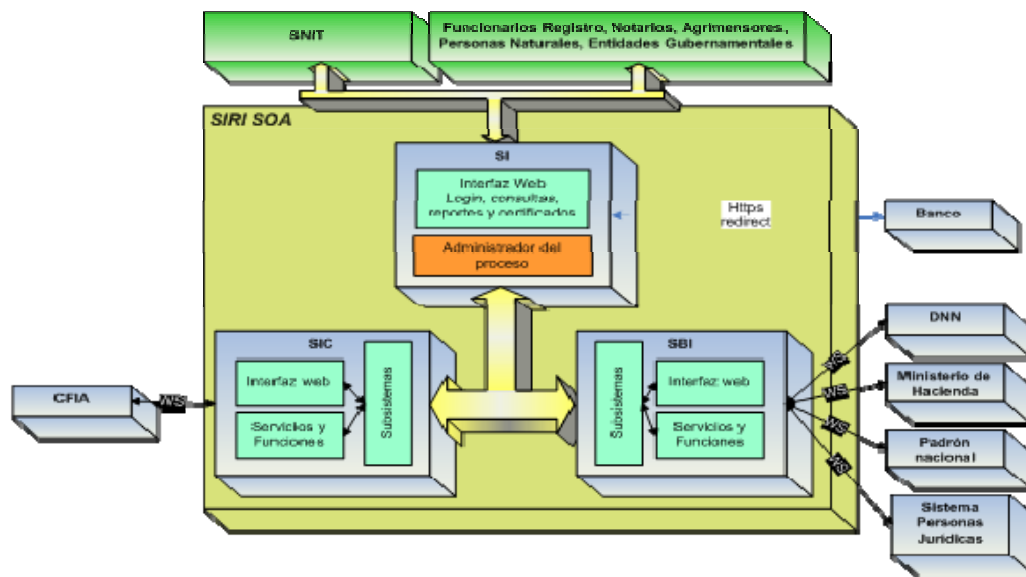 SNIT
Funcionarios Registro, Notarios, Agrimensores,
Personas Naturales, Entidades Gubernamentales
SIRI SOA
SI
Interfaz Web
Login, consultas,
reportes y certificados
Administrador del
proceso
Https
redirect
Banco
SIC
Interfaz web
Servicios y
Funciones
Subsistemas
SBI
Subsistemas
Interfaz web
Servicios y
Funciones
CFIA
WS
WS
WS
WS
WS
DNN
Ministerio de
Hacienda
Padrón
nacional
Sistema
Personas
Jurídicas